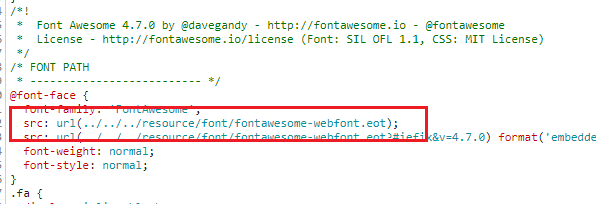 /*!
 *  Font Awesome 4.7.0 by @davegandy - http://fontawesome.io - @fontawesome
 *  License - http://fontawesome.io/license (Font: SIL OFL 1.1, CSS: MIT License)
 */
/* FONT PATH
 * -------------------------- */
@font-face {
  font-family: 'FontAwesome';
  src: url(../../../resource/font/fontawesome-webfont.eot);
  src: url(../../../resource/font/fontawesome-webfont.eot?#iefix&v=4.7.0) format('embedde
  font-weight: normal;
  font-style: normal;
}
.fa {